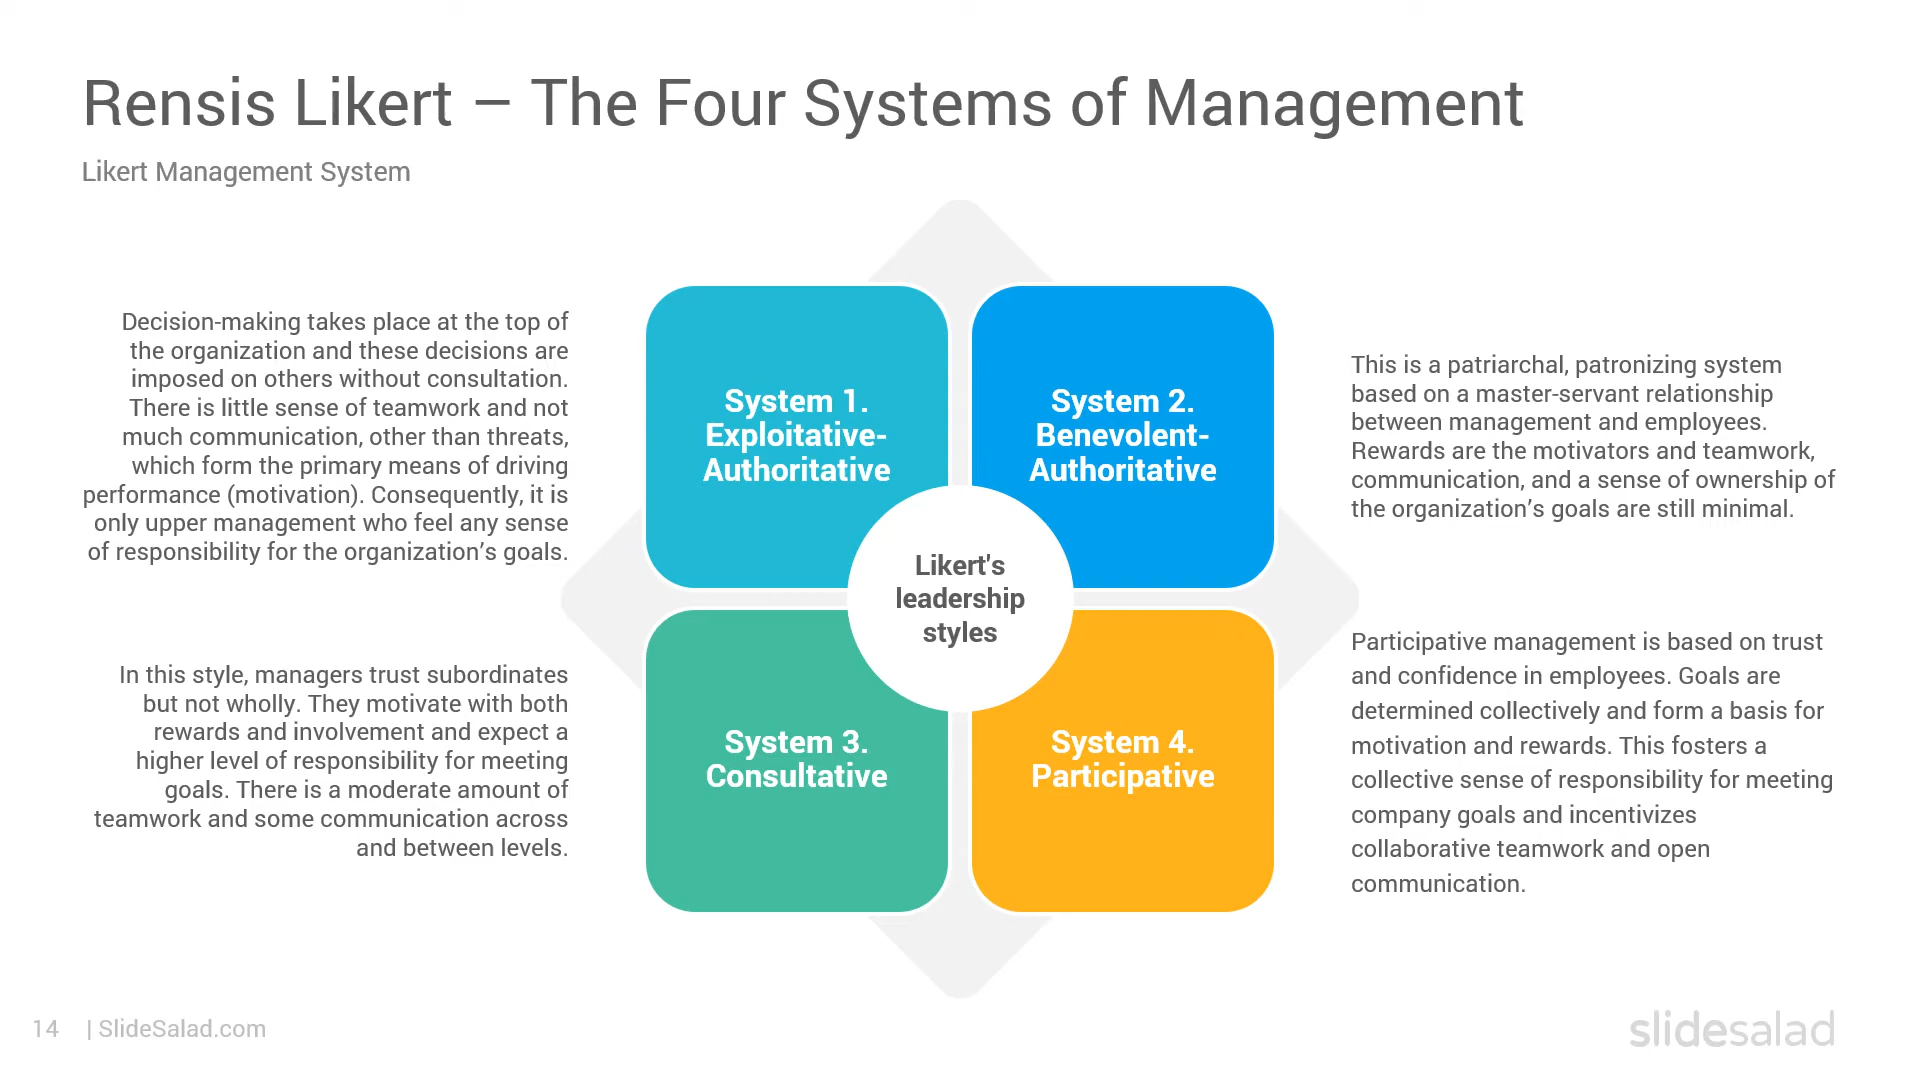 Rensis Likert – The Four Systems of Management
Likert Management System
Decision-making takes place at the top of
the organization and these decisions are
imposed on others without consultation.
There is little sense of teamwork and not
much communication, other than threats,
which form the primary means of driving
performance (motivation). Consequently, it is
only upper management who feel any sense
of responsibility for the organization’s goals.
System 1.
Exploitative-
Authoritative
System 2.
Benevolent-
Authoritative
This is a patriarchal, patronizing system
based on a master-servant relationship
between management and employees.
Rewards are the motivators and teamwork,
communication, and a sense of ownership of
the organization’s goals are still minimal.
Likert's
leadership
styles
In this style, managers trust subordinates
but not wholly. They motivate with both
rewards and involvement and expect a
higher level of responsibility for meeting
goals. There is a moderate amount of
teamwork and some communication across
and between levels.
System 3.
Consultative
System 4.
Participative
Participative management is based on trust
and confidence in employees. Goals are
determined collectively and form a basis for
motivation and rewards. This fosters a
collective sense of responsibility for meeting
company goals and incentivizes
collaborative teamwork and open
communication.
14 | SlideSalad.com
slidesalad